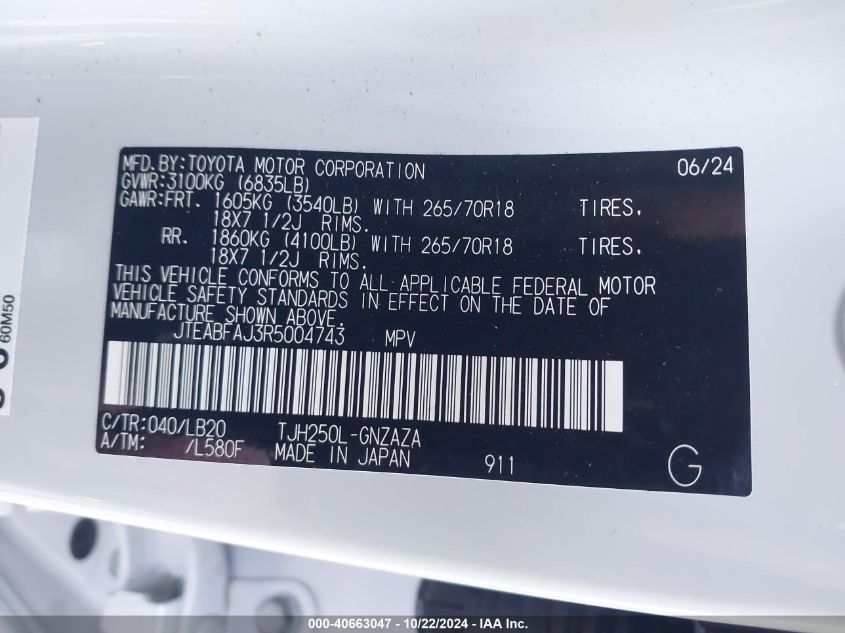 MFD.BY:TOYOTA MOTOR CORPORATION 06/24
GVWR:3100KG (6835LB)
GAWR:FRT. 1605KG (3540LB) WITH 265/70R18 TIRES,
18X7 1/2J RIMS.
RR. 1860KG (4100LB) WITH 265/70R18 TIRES,
18X7 1/2J RIMS.
THIS VEHICLE CONFORMS TO ALL APPLICABLE FEDERAL MOTOR
VEHICLE SAFETY STANDARDS IN EFFECT ON THE DATE OF
MANUFACTURE SHOWN ABOVE.
JTEABFAJ3R5004743 MPV
C/TR:040/LB20 TJH250L-GNZAZA
A/TM: /L580F MADE IN JAPAN 911 G
60M50
000-40663047 - 10/22/2024 - IAAI Inc.